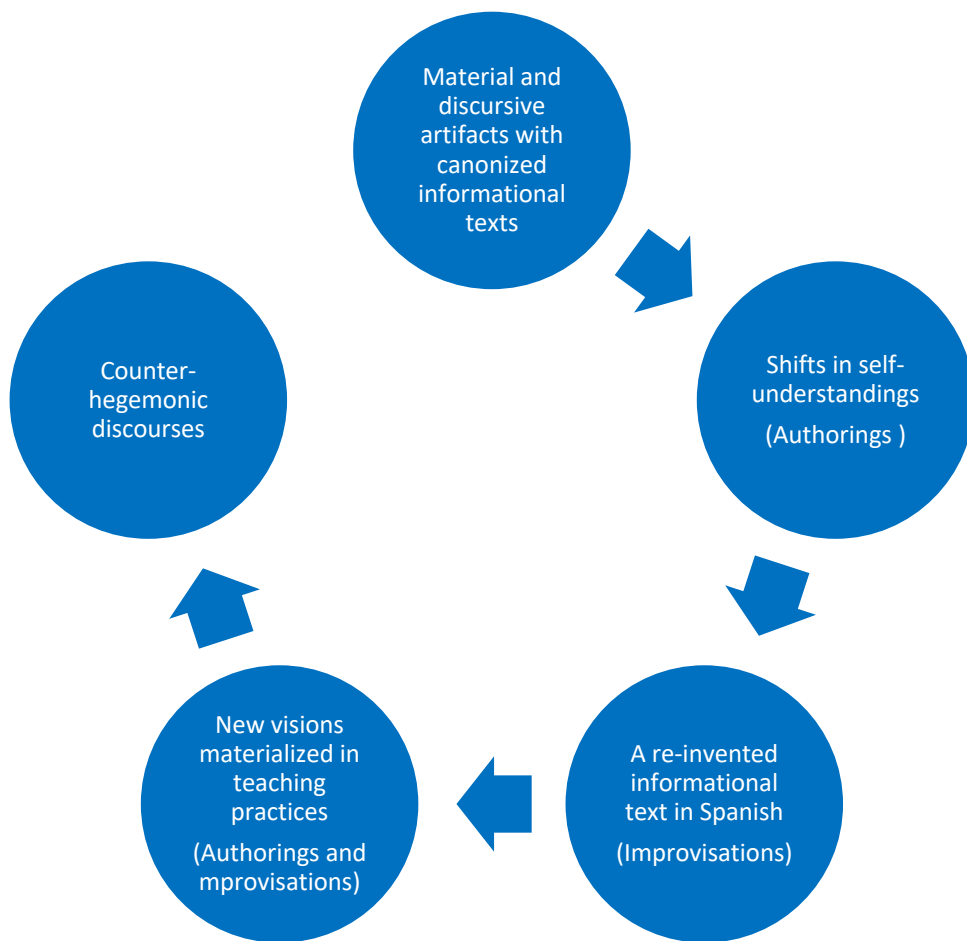 Material and
discursive
artifacts with
canonized
informational
texts
Shifts in self-
understandings
(Authorings )
A re-invented
informational
text in Spanish
(Improvisations)
New visions
materialized in
teaching
practices
(Authorings and
mprovisations)
Counter-
hegemonic
discourses